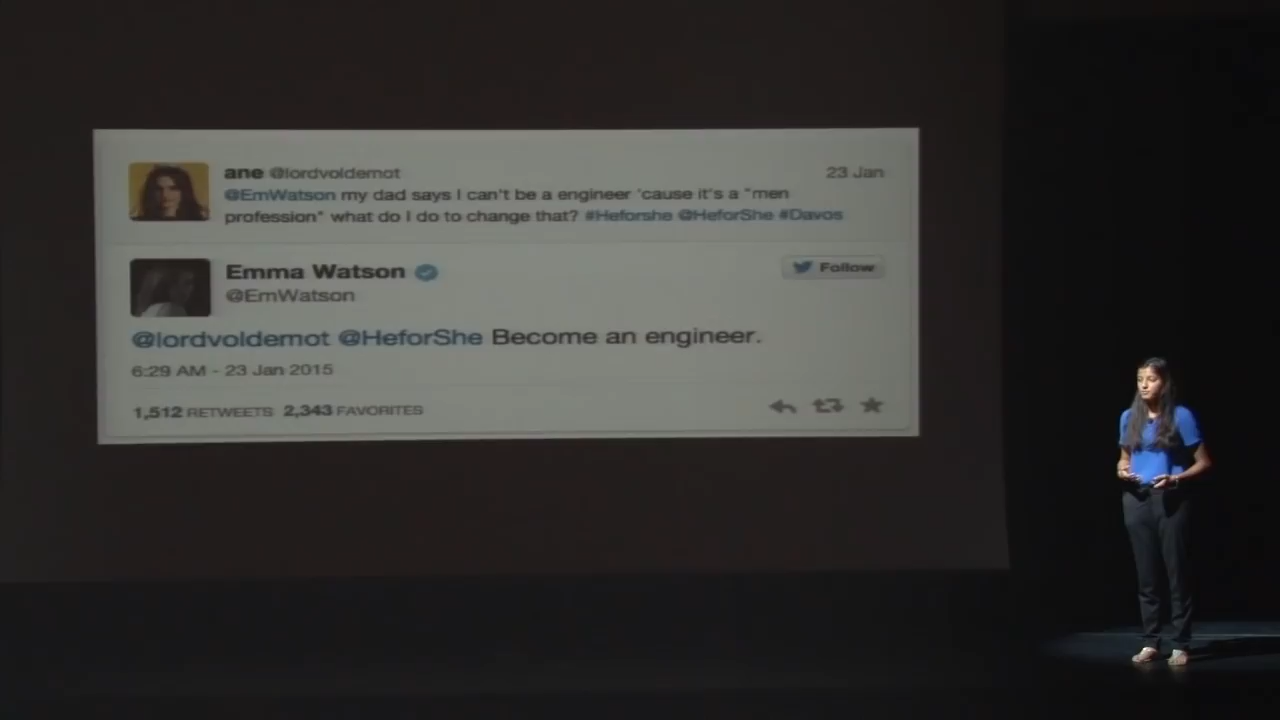 ane @lordvoldemot 23 Jan
@EmWatson my dad says I can't be a engineer 'cause it's a "men
profession" what do I do to change that? #Heforshe @HeForShe #Davos
Emma Watson Follow
@EmWatson
@lordvoldemot @HeforShe Become an engineer.
6:29 AM - 23 Jan 2015
1,512 RETWEETS 2,343 FAVORITES